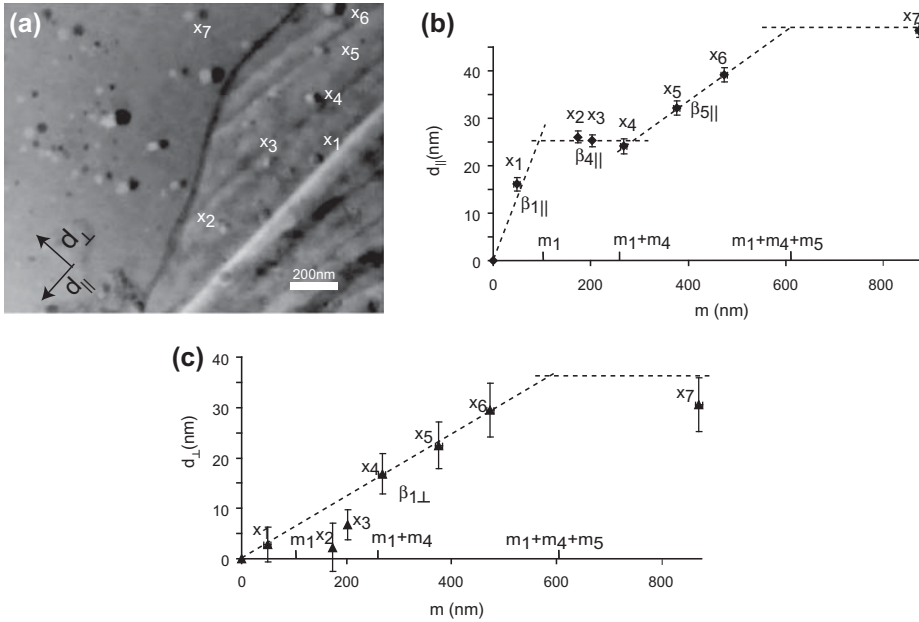 (a)
x7
x6
x5
x4
x3
x1
x2
d⊥
d||
200nm
(b)
d||(nm)
40
30
20
10
0
x1
β1||
x2 x3
β4||
x4
x5
β5||
x6
x7
m1
m1+m4
m1+m4+m5
0
200
400
600
800
m (nm)
(c)
d⊥(nm)
40
30
20
10
0
x1
x2
x3
x4
β1⊥
x5
x6
x7
m1
m1+m4
m1+m4+m5
0
200
400
600
800
m (nm)